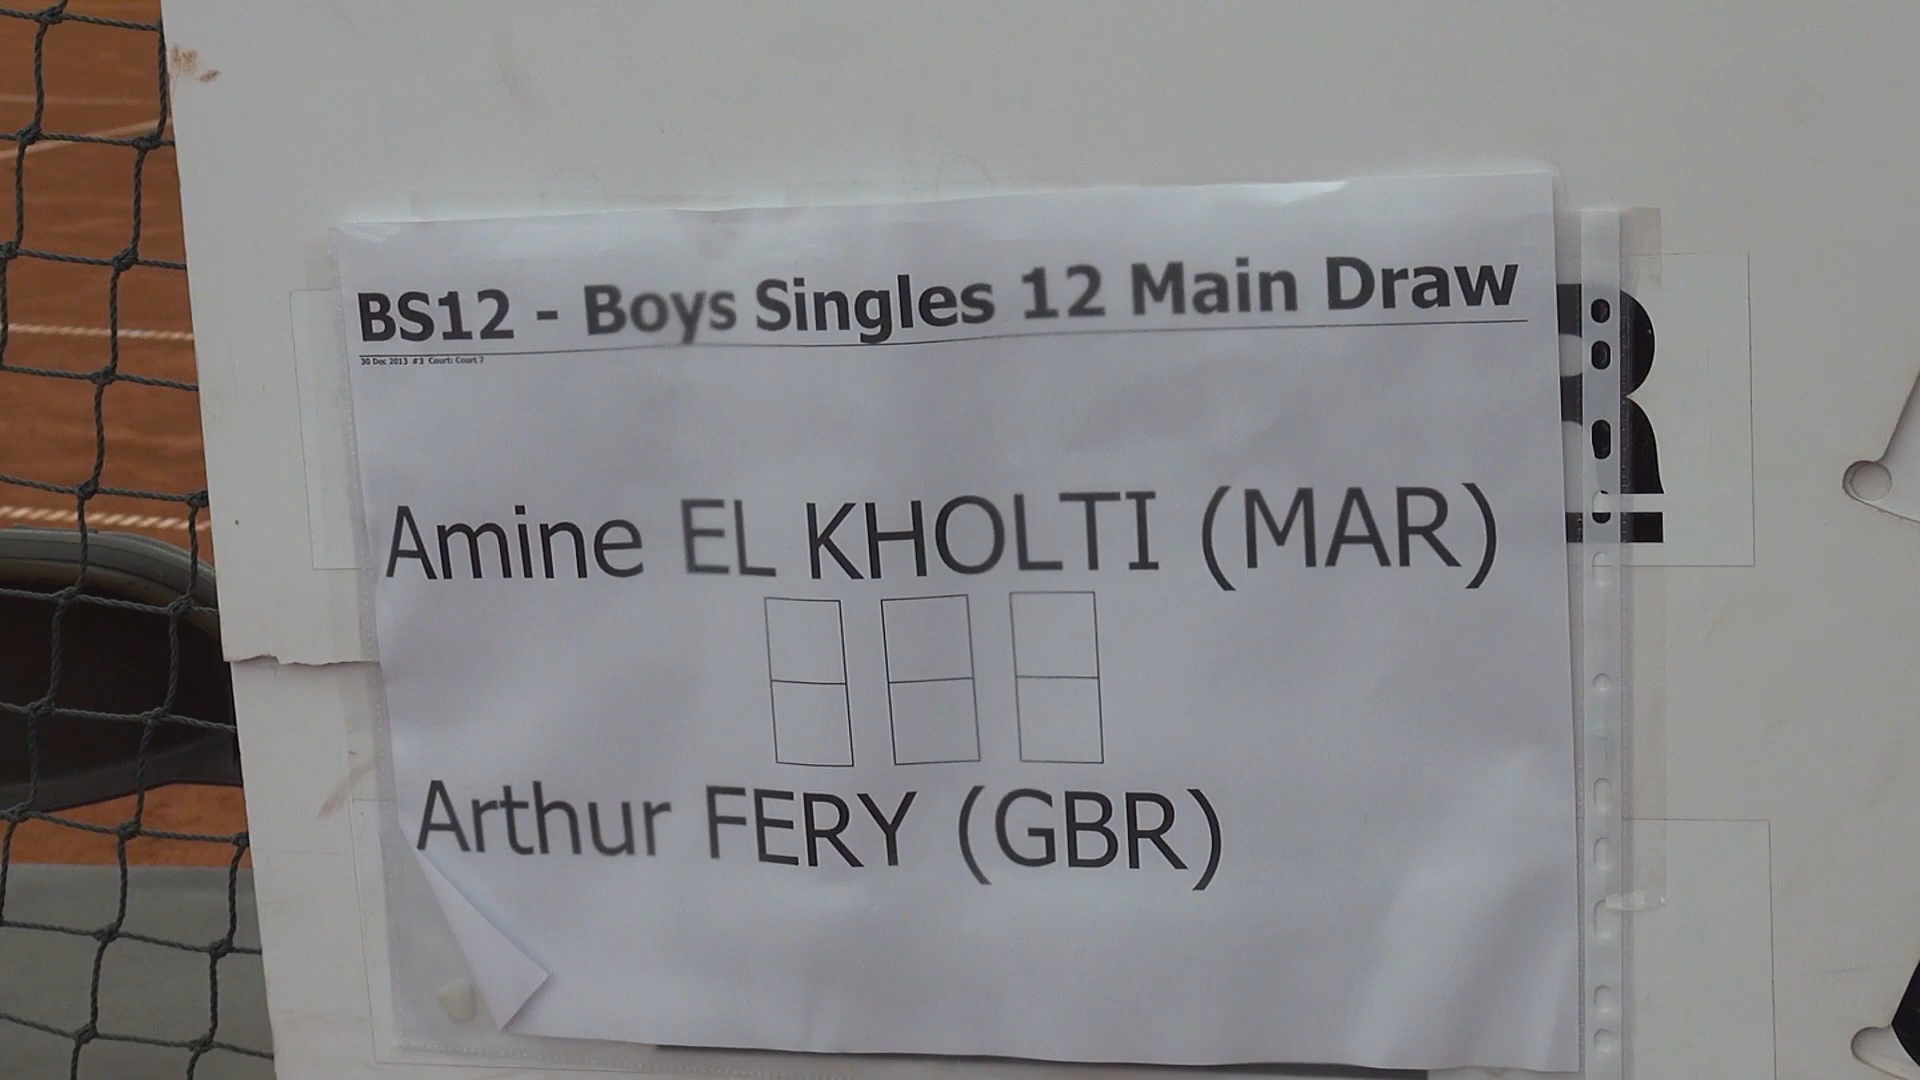 BS12 - Boys Singles 12 Main Draw
30 Dec 2013 #3 Court: Court 7
Amine EL KHOLTI (MAR)
Arthur FERY (GBR)